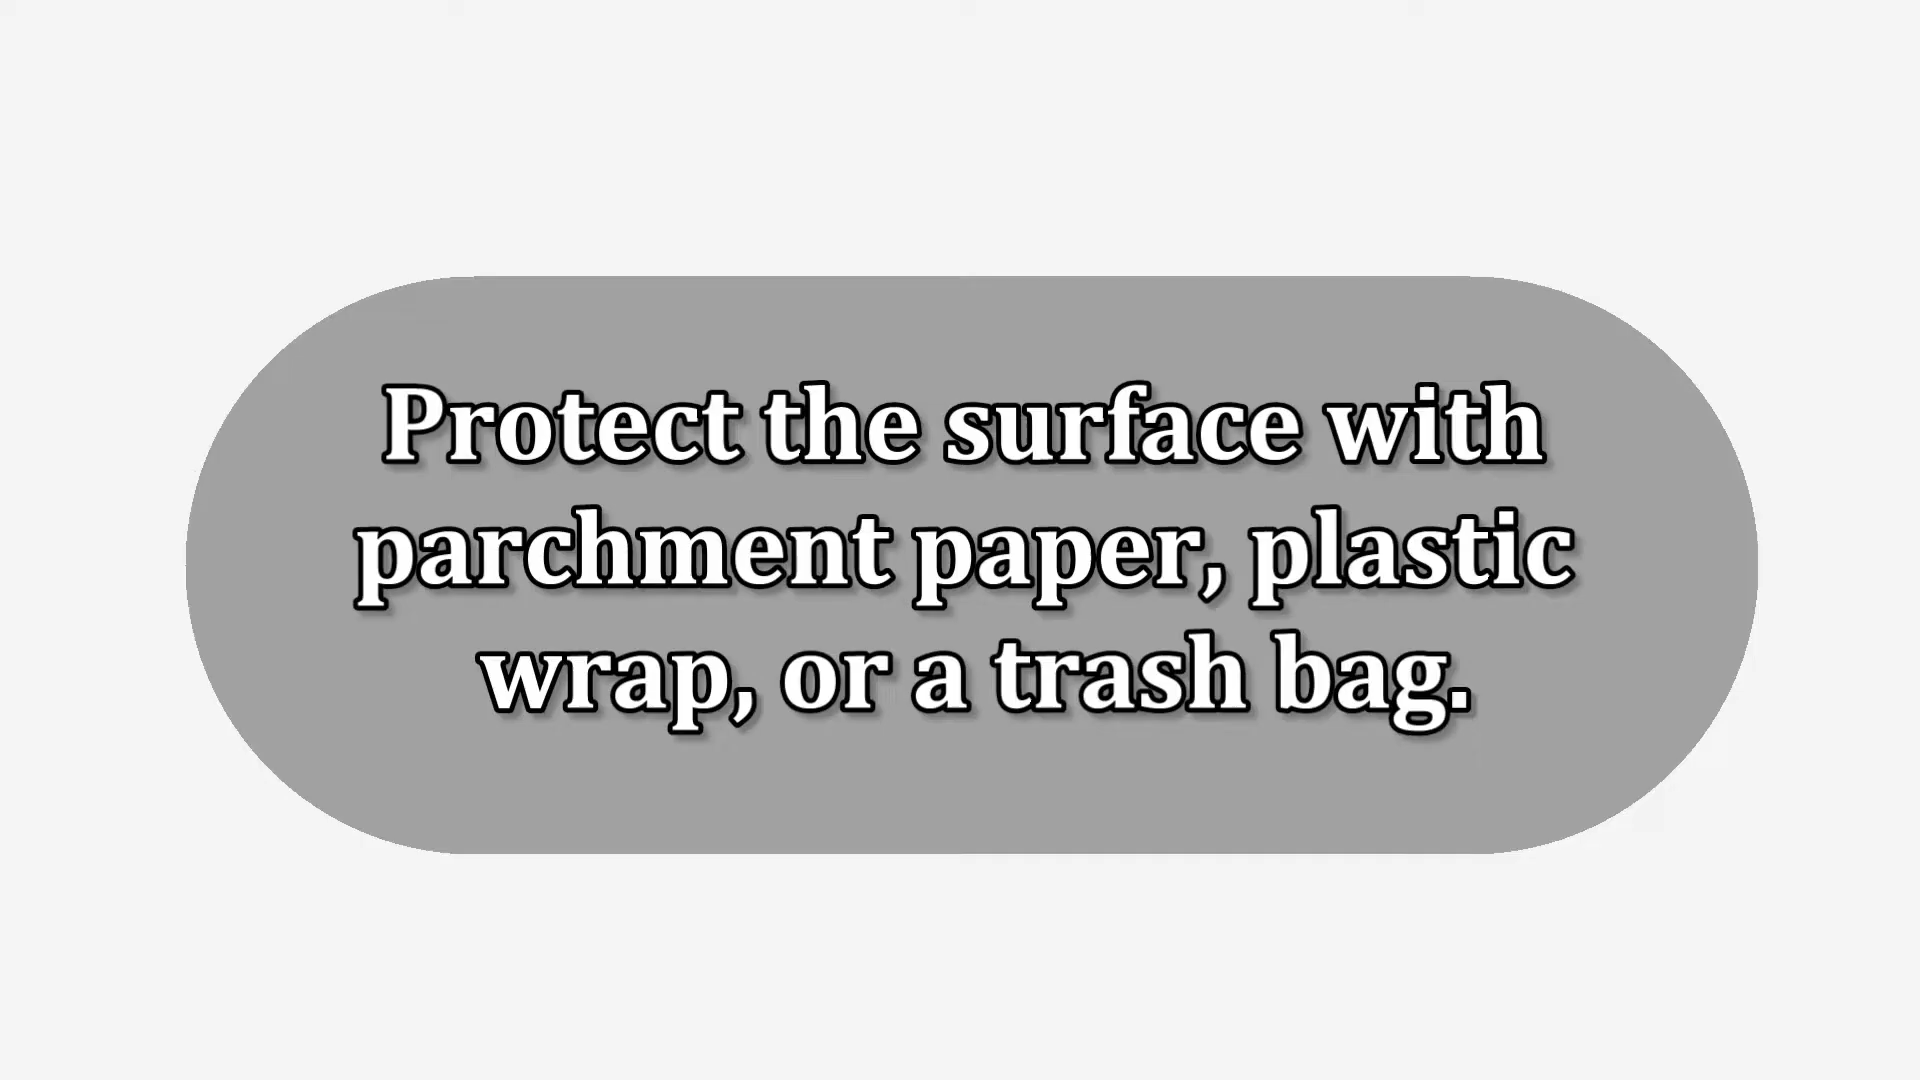 Protect the surface with
parchment paper, plastic
wrap, or a trash bag.